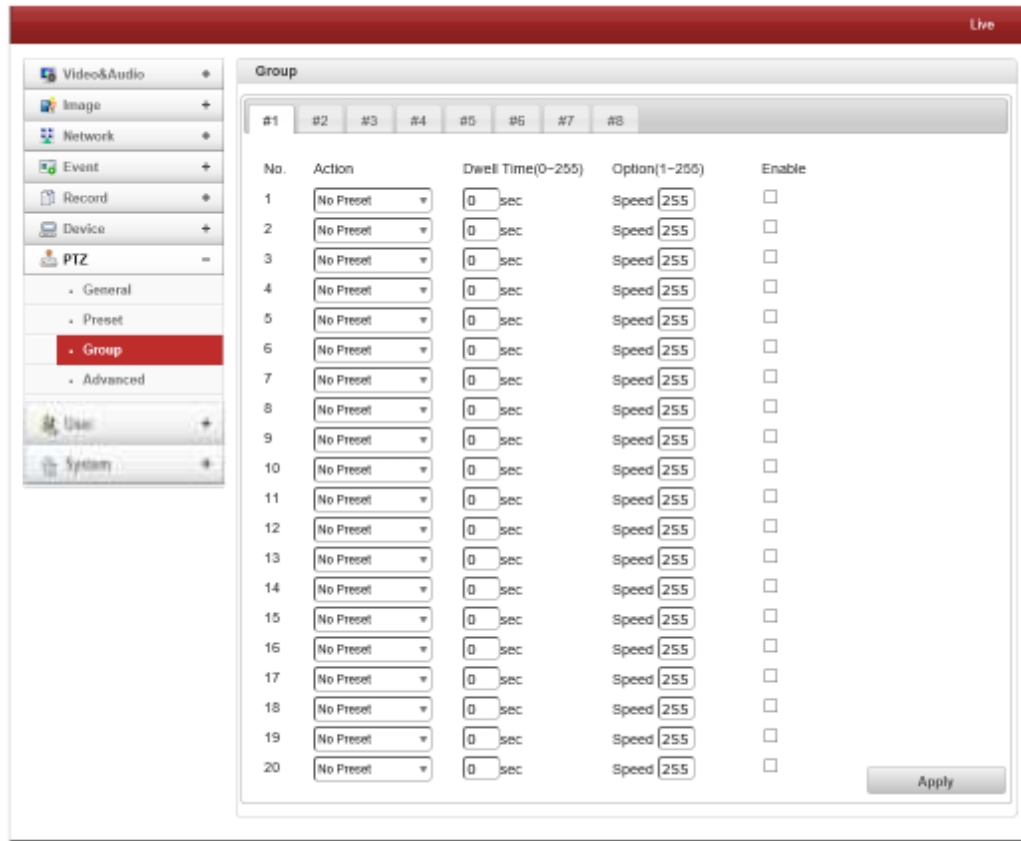 Live
Video&Audio +
Image +
Network +
Event +
Record +
Device +
PTZ -
General
Preset
Group
Advanced
User +
System +
Group
#1 #2 #3 #4 #5 #6 #7 #8
No. Action Dwell Time(0~255) Option(1~255) Enable
1 No Preset 0 sec Speed 255
2 No Preset 0 sec Speed 255
3 No Preset 0 sec Speed 255
4 No Preset 0 sec Speed 255
5 No Preset 0 sec Speed 255
6 No Preset 0 sec Speed 255
7 No Preset 0 sec Speed 255
8 No Preset 0 sec Speed 255
9 No Preset 0 sec Speed 255
10 No Preset 0 sec Speed 255
11 No Preset 0 sec Speed 255
12 No Preset 0 sec Speed 255
13 No Preset 0 sec Speed 255
14 No Preset 0 sec Speed 255
15 No Preset 0 sec Speed 255
16 No Preset 0 sec Speed 255
17 No Preset 0 sec Speed 255
18 No Preset 0 sec Speed 255
19 No Preset 0 sec Speed 255
20 No Preset 0 sec Speed 255
Apply